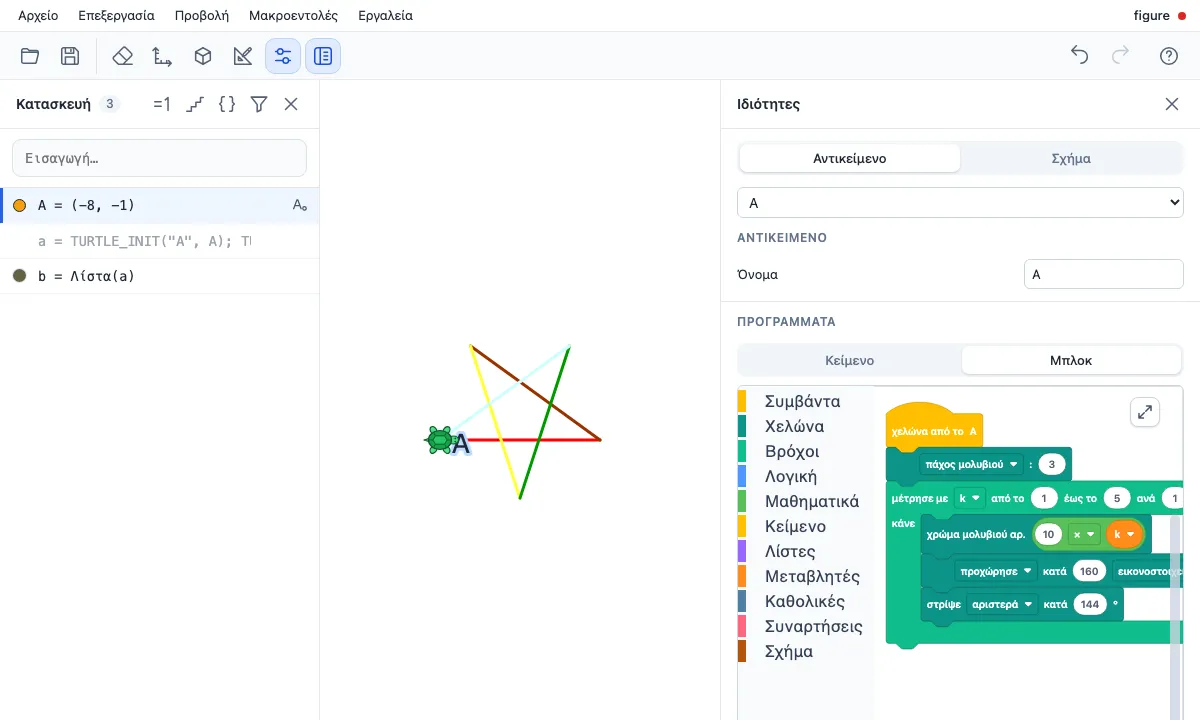 Αρχείο Επεξεργασία Προβολή Μακροεντολές Εργαλεία figure
Κατασκευή 3 =1 {}
Εισαγωγή…
A = (−8, −1)
a = TURTLE_INIT("A", A);
b = Λίστα(a)
A
Ιδιότητες
Αντικείμενο Σχήμα
A
ΑΝΤΙΚΕΙΜΕΝΟ
Όνομα A
ΠΡΟΓΡΑΜΜΑΤΑ
Κείμενο Μπλοκ
Συμβάντα
Χελώνα
Βρόχοι
Λογική
Μαθηματικά
Κείμενο
Λίστες
Μεταβλητές
Καθολικές
Συναρτήσεις
Σχήμα
χελώνα από το A
πάχος μολυβιού : 3
μέτρησε με k από το 1 έως το 5 ανά 1
κάνε
χρώμα μολυβιού αρ. 10 × k
προχώρησε κατά 160
στρίψε αριστερά κατά 144 °